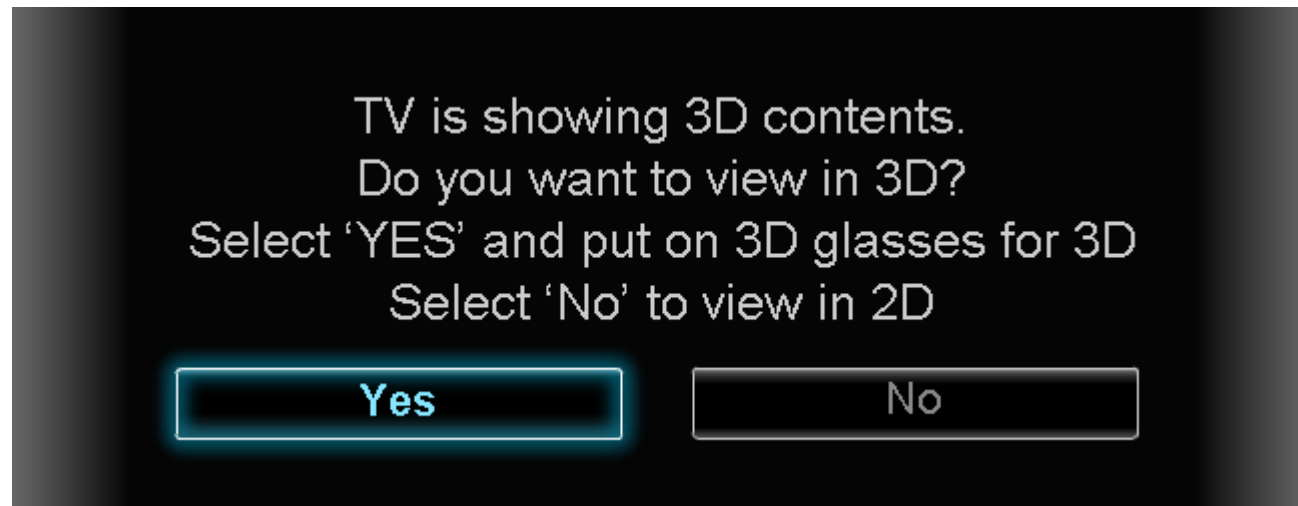 TV is showing 3D contents.
Do you want to view in 3D?
Select ‘YES’ and put on 3D glasses for 3D
Select ‘No’ to view in 2D
Yes
No